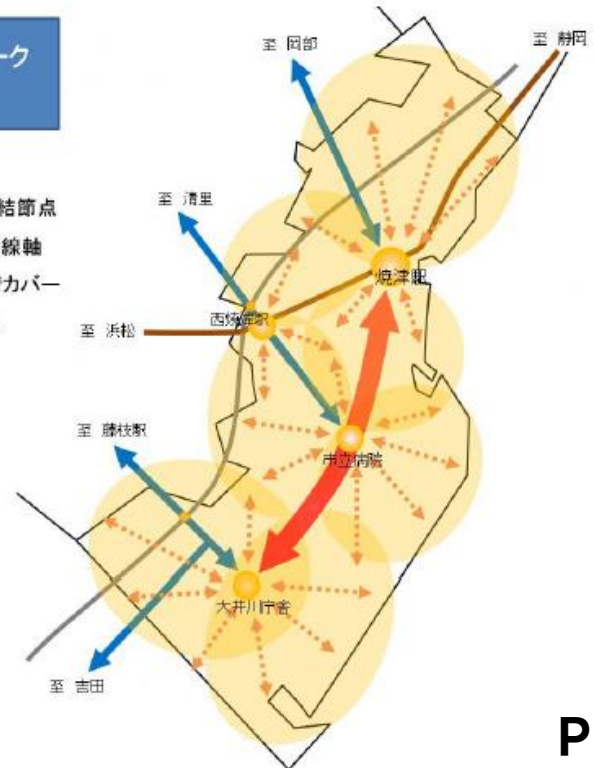 ーク
結節点
線軸
カバー
至 岡部
至 静岡
至 清里
焼津駅
西焼津駅
至 浜松
至 藤枝駅
市立病院
大井川庁舎
至 吉田
P